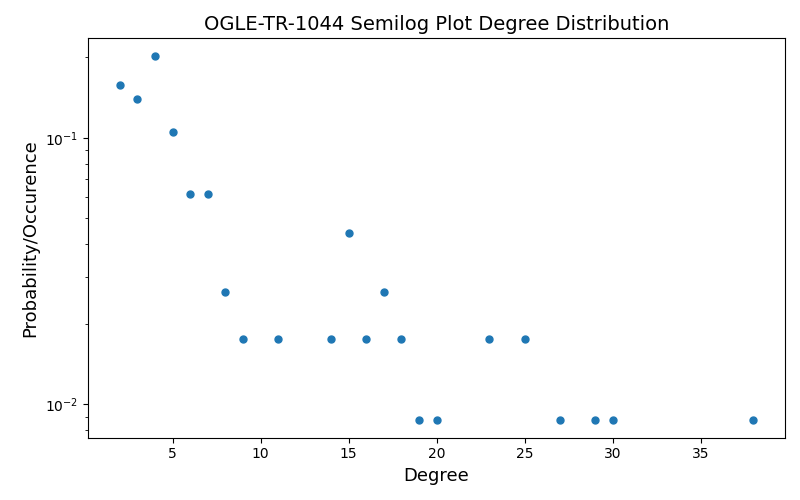 OGLE-TR-1044 Semilog Plot Degree Distribution
Probability/Occurence
10⁻¹
10⁻²
5 10 15 20 25 30 35
Degree